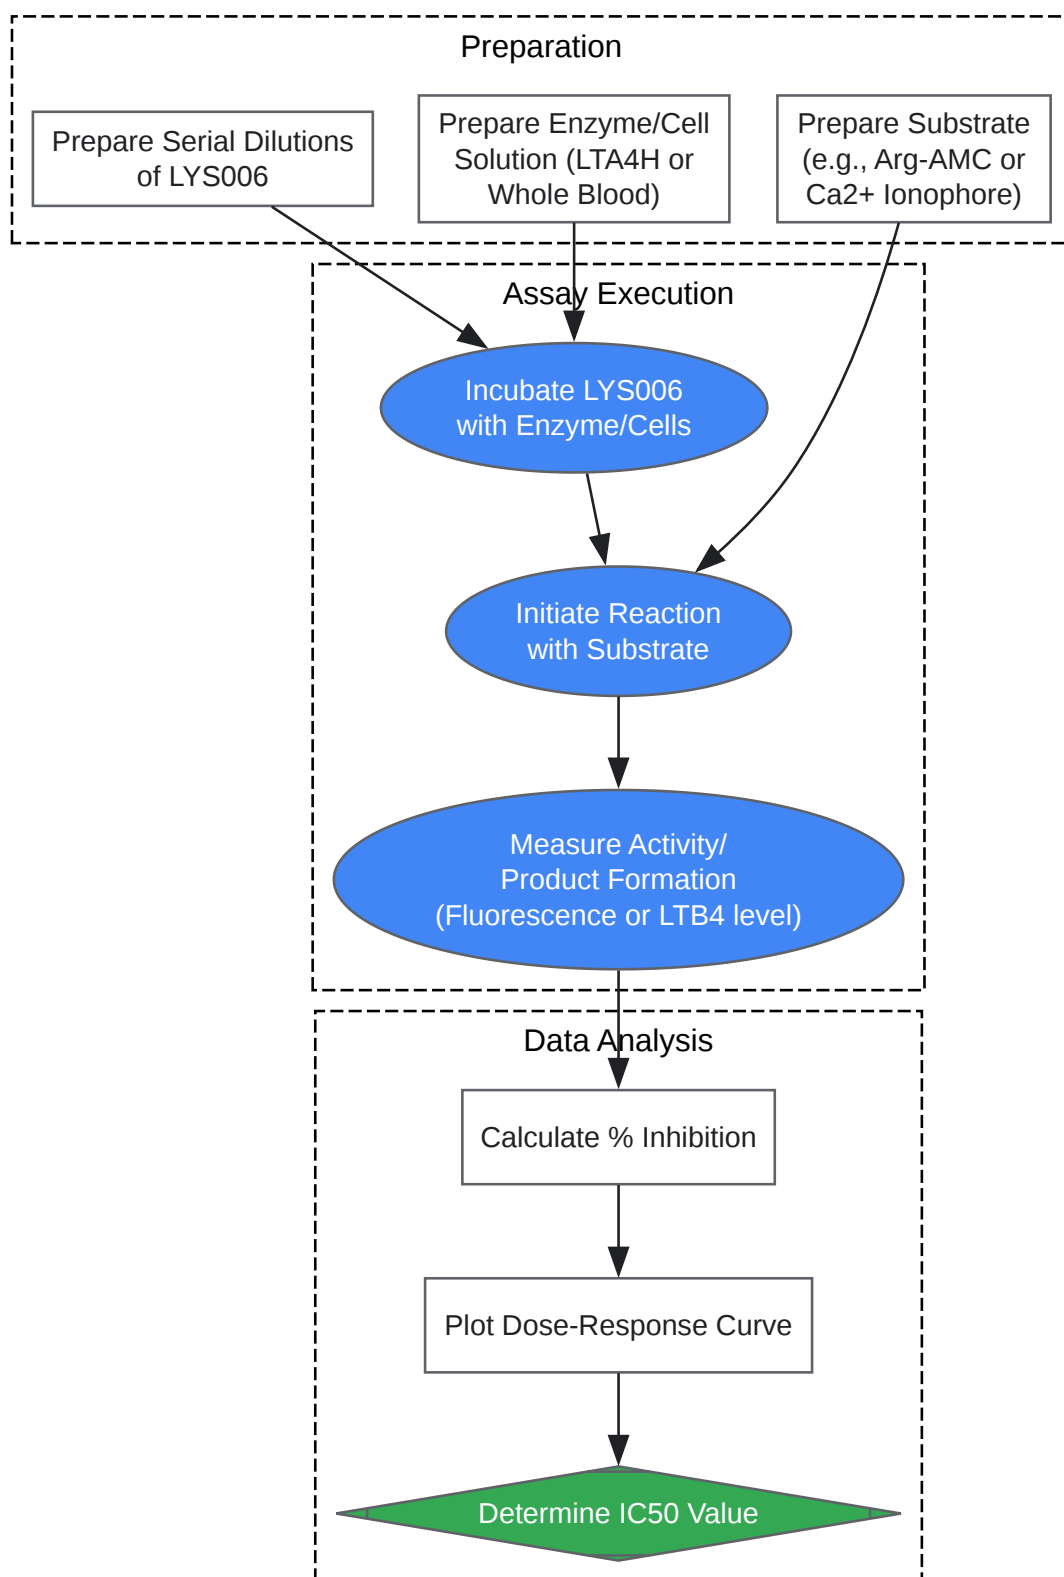 Preparation
Prepare Serial Dilutions
of LYS006
Prepare Enzyme/Cell
Solution (LTA4H or
Whole Blood)
Prepare Substrate
(e.g., Arg-AMC or
Ca2+ Ionophore)
Assay Execution
Incubate LYS006
with Enzyme/Cells
Initiate Reaction
with Substrate
Measure Activity/
Product Formation
(Fluorescence or LTB4 level)
Data Analysis
Calculate % Inhibition
Plot Dose-Response Curve
Determine IC50 Value